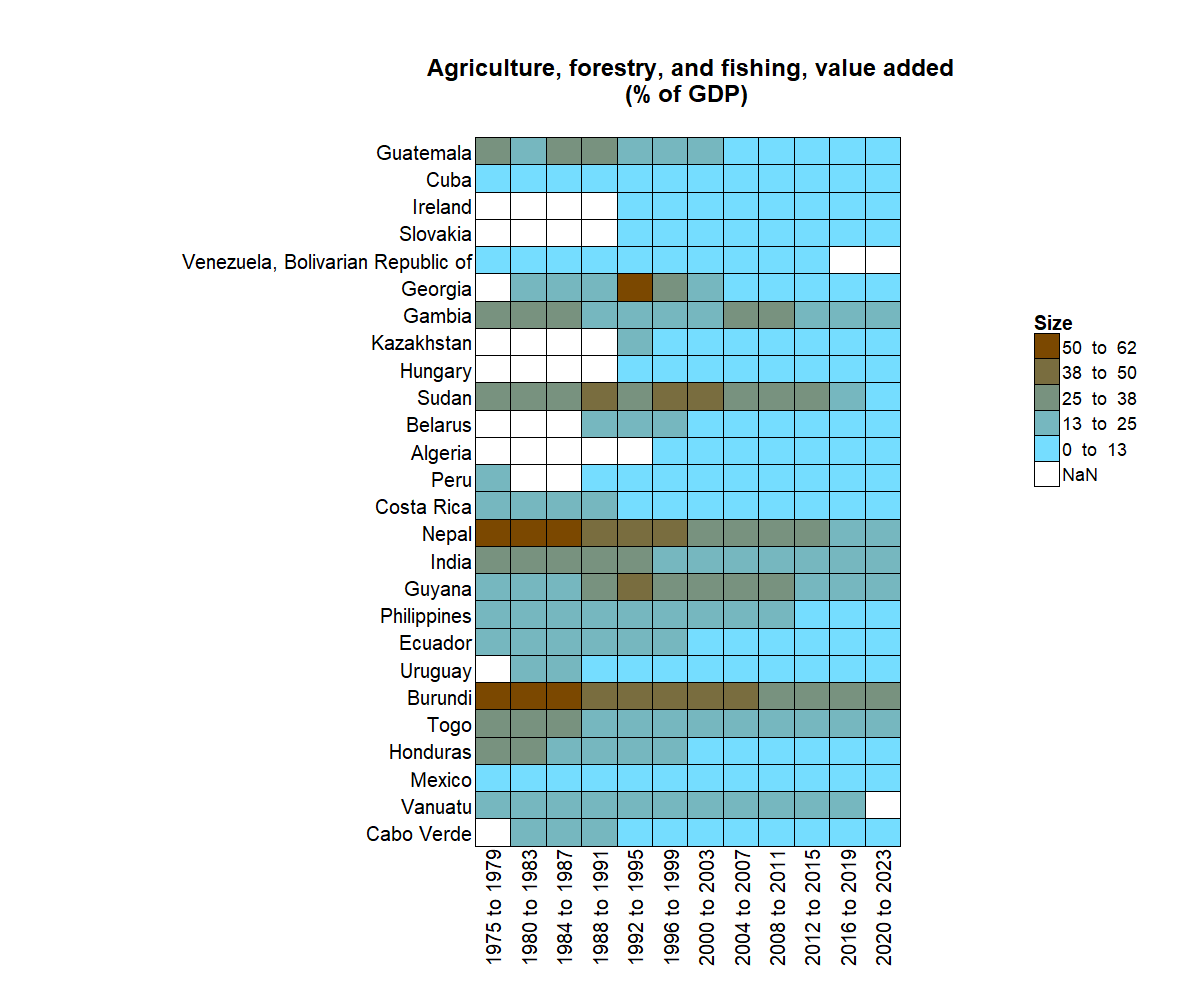 Agriculture, forestry, and fishing, value added
(% of GDP)
Guatemala
Cuba
Ireland
Slovakia
Venezuela, Bolivarian Republic of
Georgia
Gambia
Kazakhstan
Hungary
Sudan
Belarus
Algeria
Peru
Costa Rica
Nepal
India
Guyana
Philippines
Ecuador
Uruguay
Burundi
Togo
Honduras
Mexico
Vanuatu
Cabo Verde
1975 to 1979
1980 to 1983
1984 to 1987
1988 to 1991
1992 to 1995
1996 to 1999
2000 to 2003
2004 to 2007
2008 to 2011
2012 to 2015
2016 to 2019
2020 to 2023
Size
50 to 62
38 to 50
25 to 38
13 to 25
0 to 13
NaN